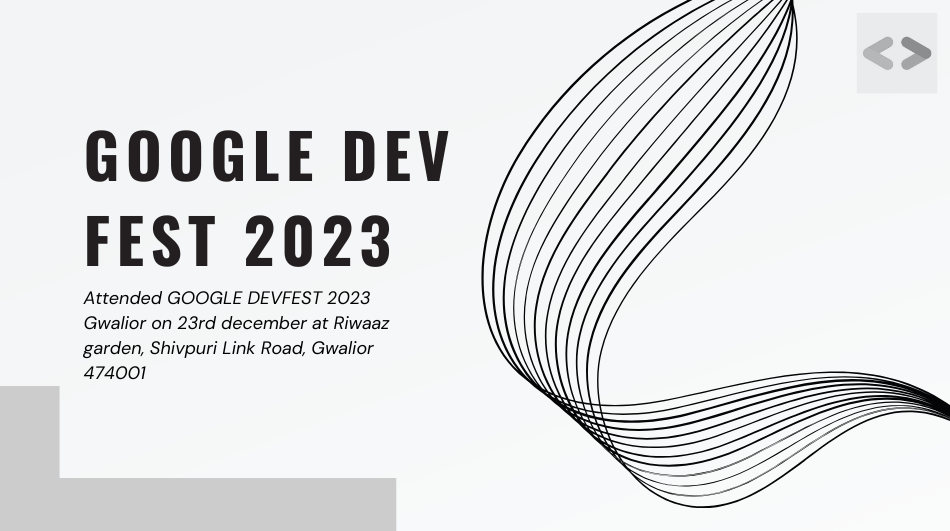 GOOGLE DEV
FEST 2023
Attended GOOGLE DEVFEST 2023
Gwalior on 23rd december at Riwaaz
garden, Shivpuri Link Road, Gwalior
474001